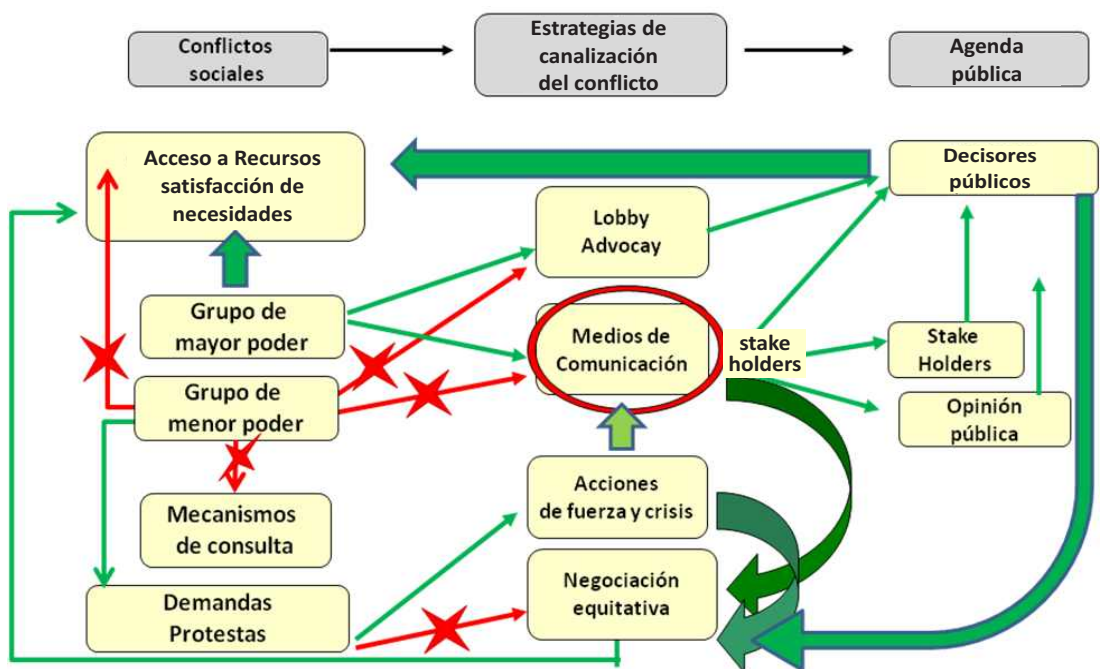 Conflictos
sociales
Estrategias de
canalización
del conflicto
Agenda
pública
Acceso a Recursos
satisfacción de
necesidades
Decisores
públicos
Lobby
Advocay
Grupo de
mayor poder
Medios de
Comunicación
stake
holders
Stake
Holders
Grupo de
menor poder
Opinión
pública
Mecanismos
de consulta
Acciones
de fuerza y crisis
Demandas
Protestas
Negociación
equitativa